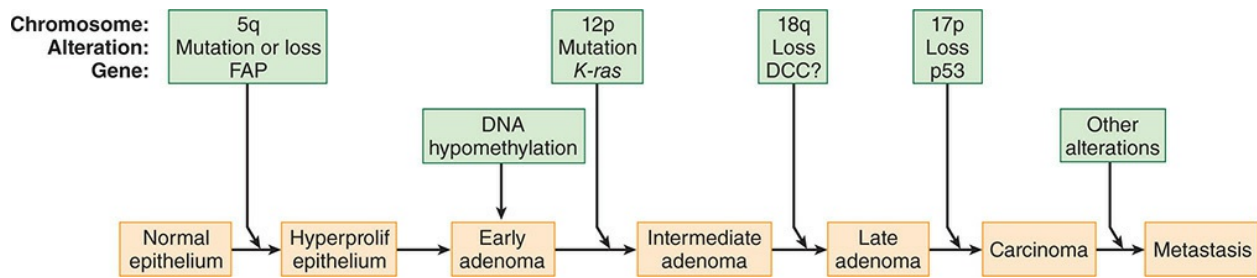 Chromosome:
Alteration:
Gene:
5q
Mutation or loss
FAP
12p
Mutation
K-ras
18q
Loss
DCC?
17p
Loss
p53
DNA
hypomethylation
Other
alterations
Normal
epithelium
Hyperprolif
epithelium
Early
adenoma
Intermediate
adenoma
Late
adenoma
Carcinoma
Metastasis